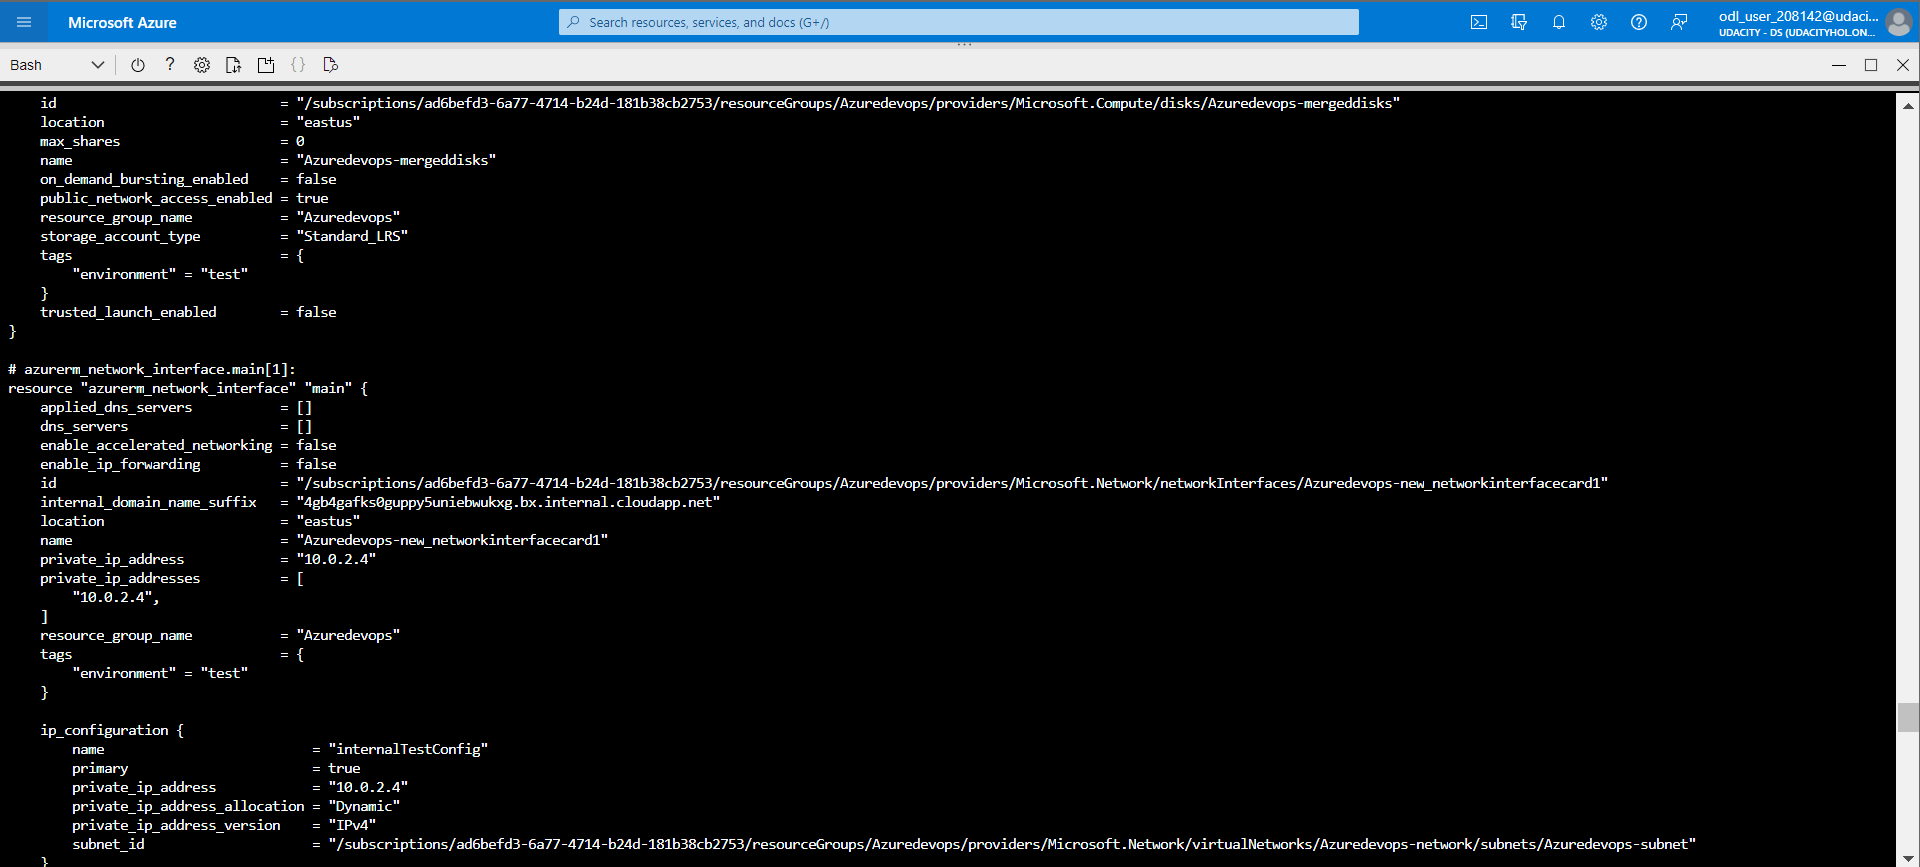 Microsoft Azure
Search resources, services, and docs (G+/)
odl_user_208142@udaci...
UDACITY - DS (UDACITYHOL.ON...
Bash
id = "/subscriptions/ad6befd3-6a77-4714-b24d-181b38cb2753/resourceGroups/Azuredevops/providers/Microsoft.Compute/disks/Azuredevops-mergeddisks"
location = "eastus"
max_shares = 0
name = "Azuredevops-mergeddisks"
on_demand_bursting_enabled = false
public_network_access_enabled = true
resource_group_name = "Azuredevops"
storage_account_type = "Standard_LRS"
tags = {
"environment" = "test"
}
trusted_launch_enabled = false
}
# azurerm_network_interface.main[1]:
resource "azurerm_network_interface" "main" {
applied_dns_servers = []
dns_servers = []
enable_accelerated_networking = false
enable_ip_forwarding = false
id = "/subscriptions/ad6befd3-6a77-4714-b24d-181b38cb2753/resourceGroups/Azuredevops/providers/Microsoft.Network/networkInterfaces/Azuredevops-new_networkinterfacecard1"
internal_domain_name_suffix = "4gb4gafks0guppy5uniebwukxg.bx.internal.cloudapp.net"
location = "eastus"
name = "Azuredevops-new_networkinterfacecard1"
private_ip_address = "10.0.2.4"
private_ip_addresses = [
"10.0.2.4",
]
resource_group_name = "Azuredevops"
tags = {
"environment" = "test"
}
ip_configuration {
name = "internalTestConfig"
primary = true
private_ip_address = "10.0.2.4"
private_ip_address_allocation = "Dynamic"
private_ip_address_version = "IPv4"
subnet_id = "/subscriptions/ad6befd3-6a77-4714-b24d-181b38cb2753/resourceGroups/Azuredevops/providers/Microsoft.Network/virtualNetworks/Azuredevops-network/subnets/Azuredevops-subnet"
}